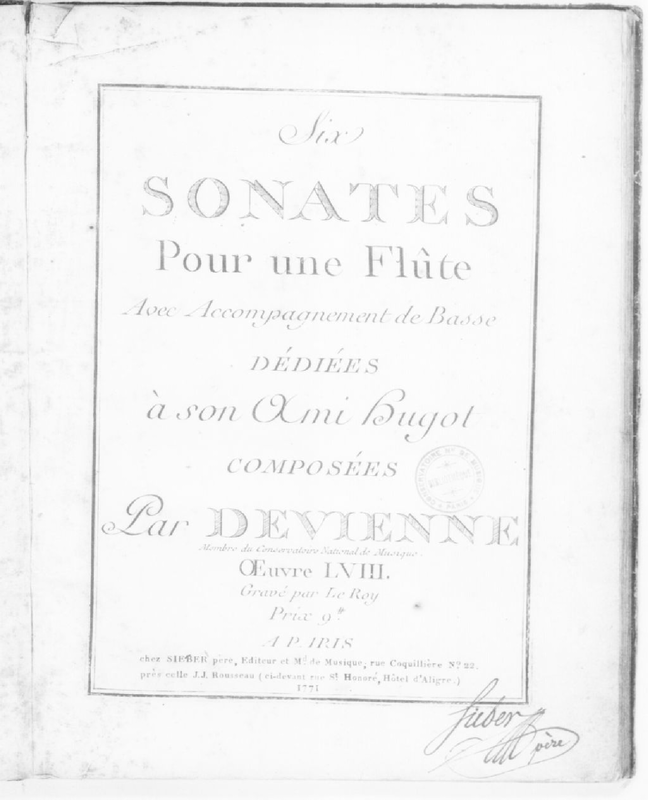 Six
SONATES
Pour une Flûte
Avec Accompagnement de Basse
DÉDIÉES
à son Ami Hugot
COMPOSÉES
Par DEVIENNE
Membre du Conservatoire National de Musique.
Œuvre LVIII.
Gravé par Le Roy
Prix 9#
A PARIS
chez SIEBER père, Editeur et Md. de Musique, rue Coquillière No. 22.
près celle J.J. Rousseau (ci-devant rue St Honoré, Hôtel d'Aligre.)
1771
Sieber
père